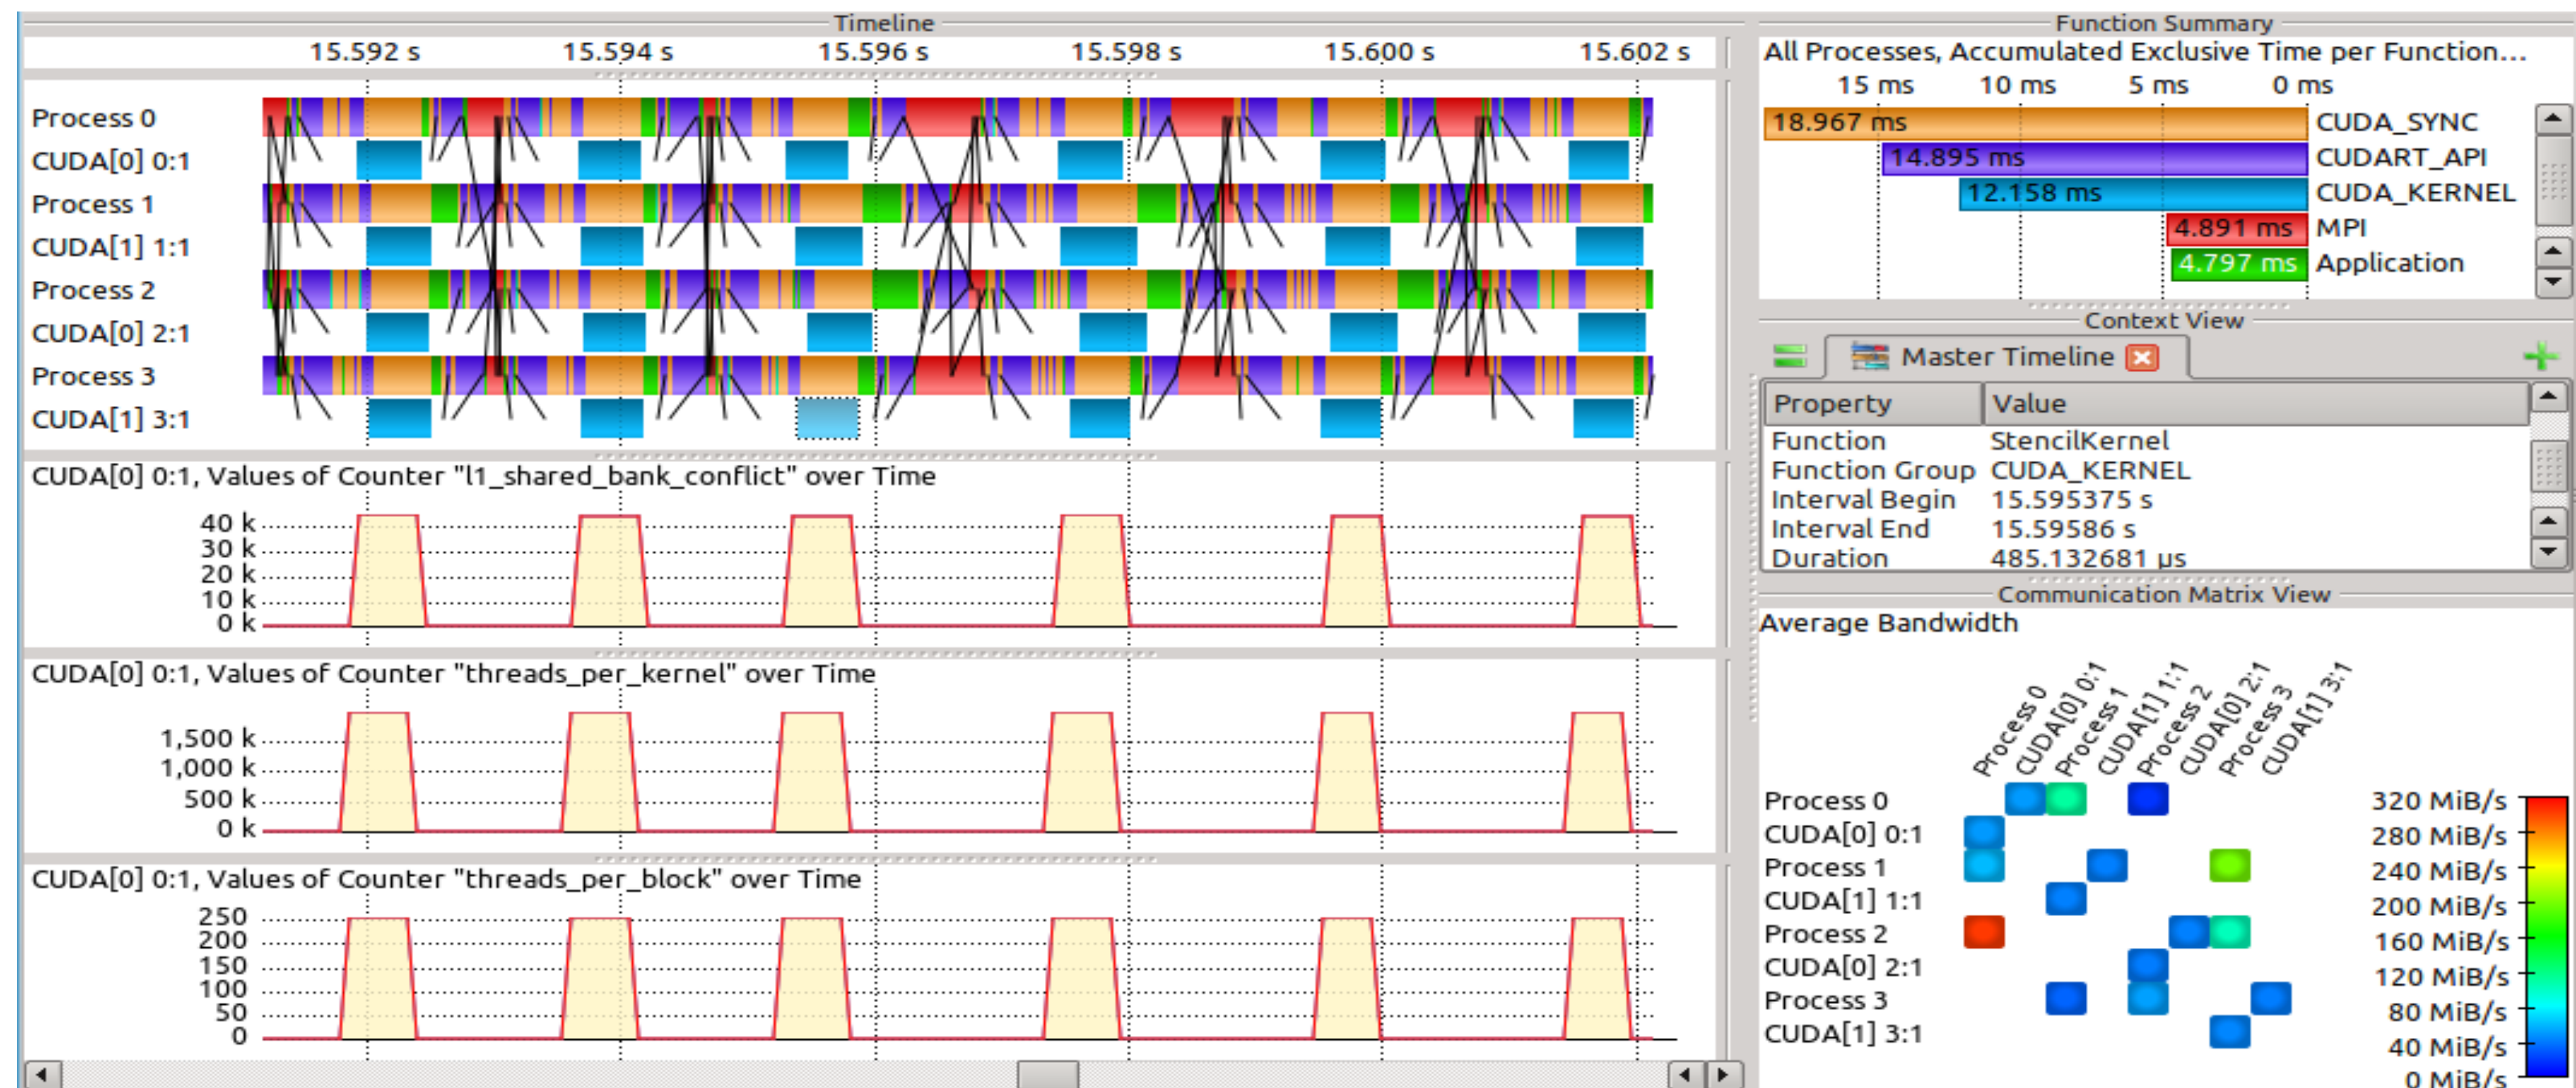 Timeline
15.592 s 15.594 s 15.596 s 15.598 s 15.600 s 15.602 s
Process 0
CUDA[0] 0:1
Process 1
CUDA[1] 1:1
Process 2
CUDA[0] 2:1
Process 3
CUDA[1] 3:1
CUDA[0] 0:1, Values of Counter "l1_shared_bank_conflict" over Time
40 k
30 k
20 k
10 k
0 k
CUDA[0] 0:1, Values of Counter "threads_per_kernel" over Time
1,500 k
1,000 k
500 k
0 k
CUDA[0] 0:1, Values of Counter "threads_per_block" over Time
250
200
150
100
50
0
Function Summary
All Processes, Accumulated Exclusive Time per Function...
15 ms 10 ms 5 ms 0 ms
18.967 ms CUDA_SYNC
14.895 ms CUDART_API
12.158 ms CUDA_KERNEL
4.891 ms MPI
4.797 ms Application
Context View
Master Timeline
Property Value
Function StencilKernel
Function Group CUDA_KERNEL
Interval Begin 15.595375 s
Interval End 15.59586 s
Duration 485.132681 µs
Communication Matrix View
Average Bandwidth
Process 0
CUDA[0] 0:1
Process 1
CUDA[1] 1:1
Process 2
CUDA[0] 2:1
Process 3
CUDA[1] 3:1
Process 0
CUDA[0] 0:1
Process 1
CUDA[1] 1:1
Process 2
CUDA[0] 2:1
Process 3
CUDA[1] 3:1
320 MiB/s
280 MiB/s
240 MiB/s
200 MiB/s
160 MiB/s
120 MiB/s
80 MiB/s
40 MiB/s
0 MiB/s